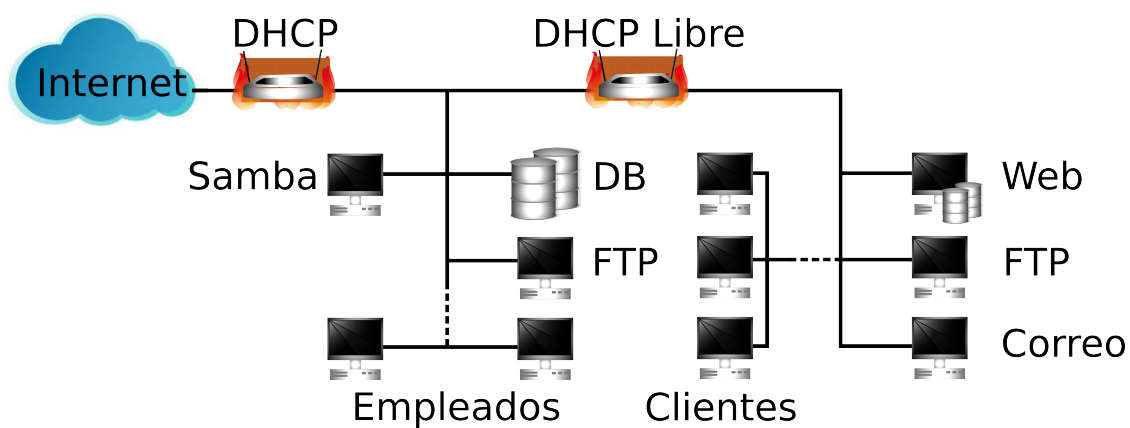 DHCP
DHCP Libre
Internet
Samba
DB
Web
FTP
FTP
Correo
Empleados
Clientes